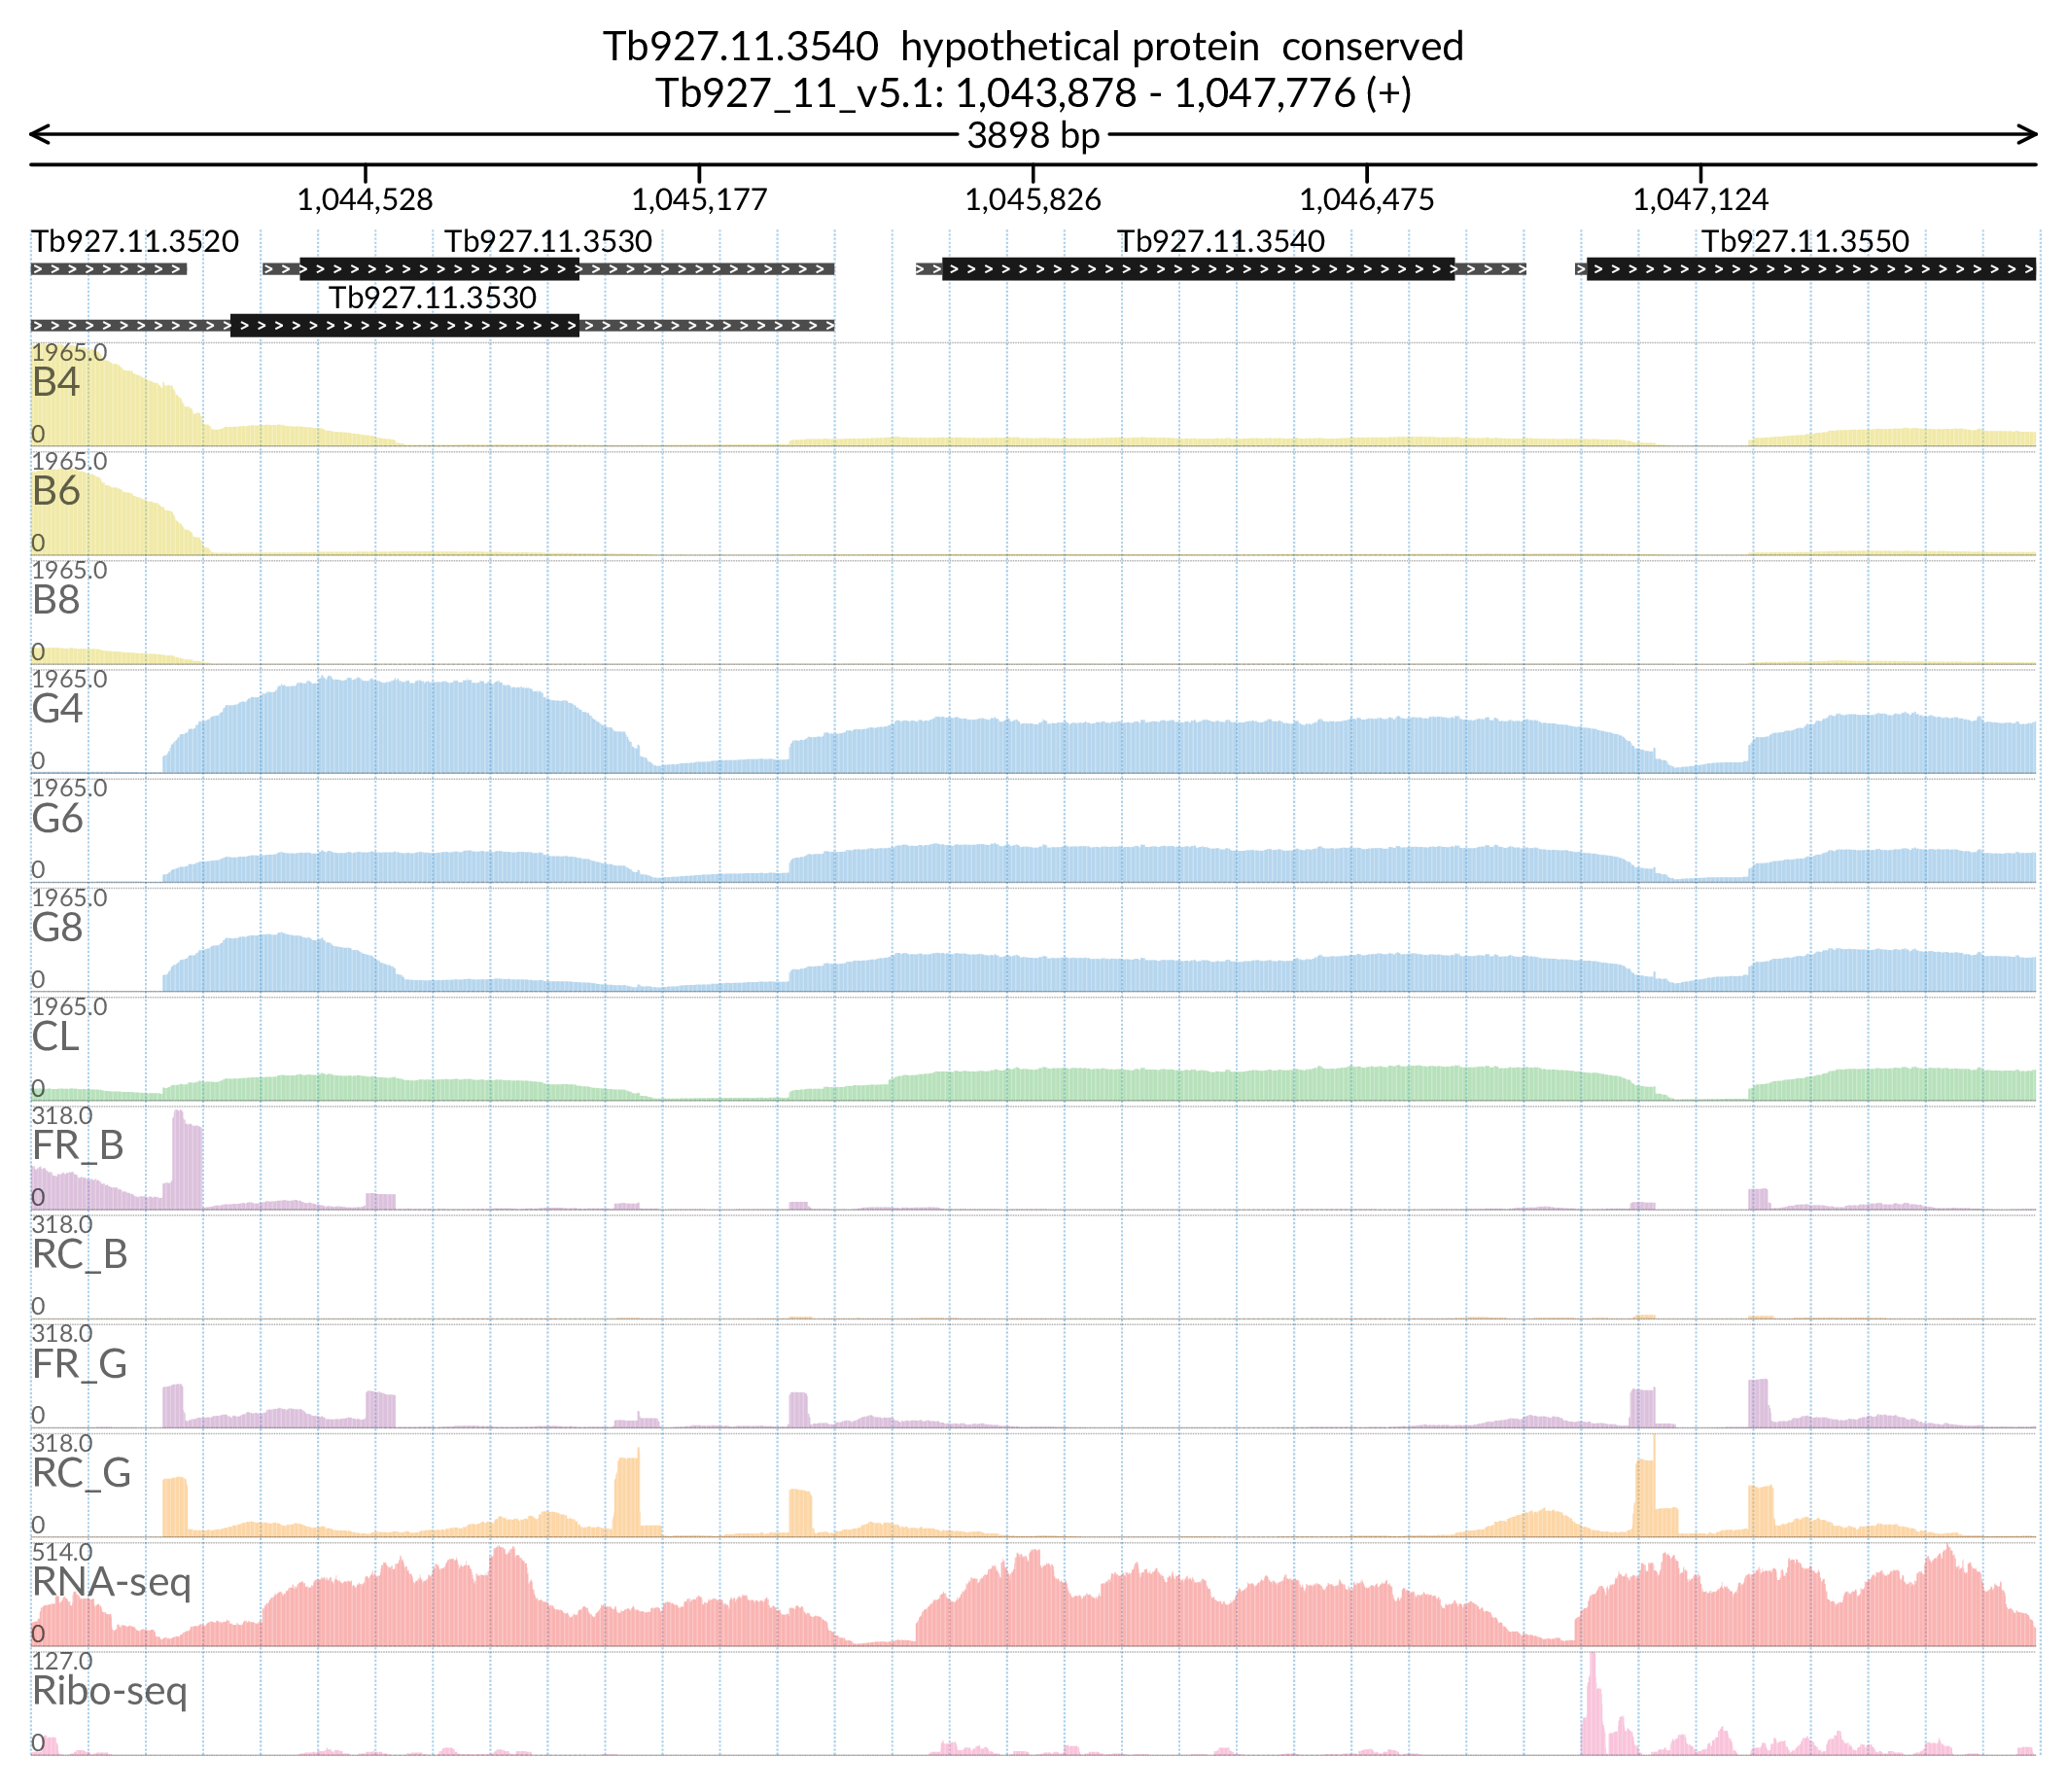 Tb927.11.3540 hypothetical protein conserved
Tb927_11_v5.1: 1,043,878 - 1,047,776 (+)
3898 bp
1,044,528 1,045,177 1,045,826 1,046,475 1,047,124
Tb927.11.3520 Tb927.11.3530 Tb927.11.3540 Tb927.11.3550
Tb927.11.3530
1965.0
B4
0
1965.0
B6
0
1965.0
B8
0
1965.0
G4
0
1965.0
G6
0
1965.0
G8
0
1965.0
CL
0
318.0
FR_B
0
318.0
RC_B
0
318.0
FR_G
0
318.0
RC_G
0
514.0
RNA-seq
0
127.0
Ribo-seq
0